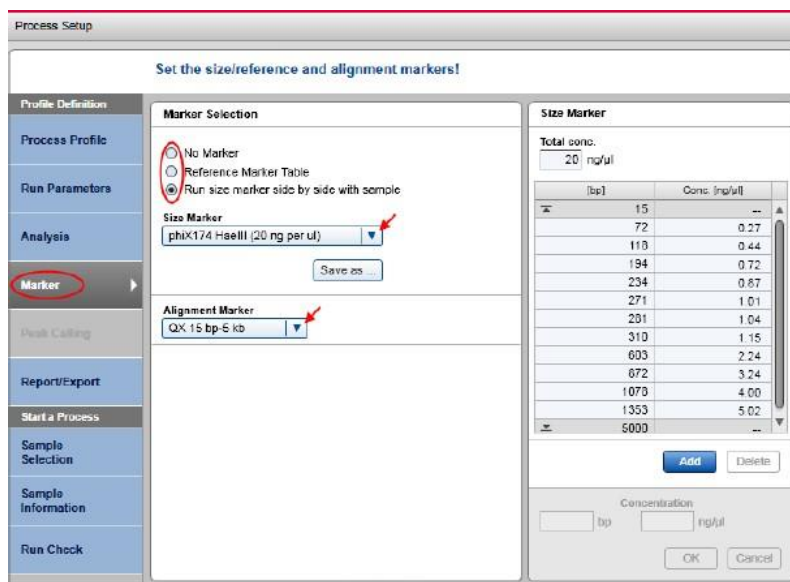 Process Setup
Set the size/reference and alignment markers!
Profile Definition
Process Profile
Run Parameters
Analysis
Marker
Peak Calling
Report/Export
Start a Process
Sample
Selection
Sample
Information
Run Check
Marker Selection
No Marker
Reference Marker Table
Run size marker side by side with sample
Size Marker
phiX174 HaeIII (20 ng per ul)
Save as ...
Alignment Marker
QX 15 bp-5 kb
Size Marker
Total conc.
20 ng/µl
[bp] Conc. [ng/µl]
15 --
72 0.27
118 0.44
194 0.72
234 0.87
271 1.01
281 1.04
310 1.15
603 2.24
872 3.24
1078 4.00
1353 5.02
5000 --
Add Delete
Concentration
bp ng/µl
OK Cancel